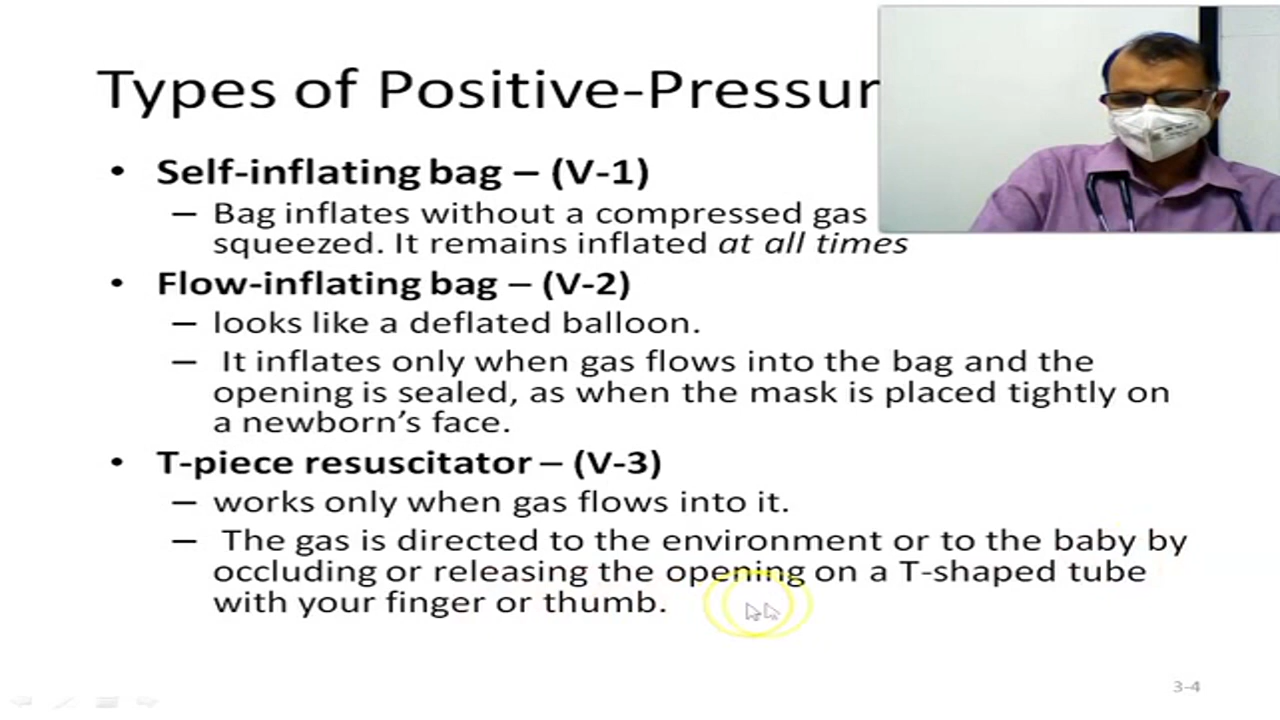 Types of Positive-Pressur
• Self-inflating bag – (V-1)
– Bag inflates without a compressed gas
squeezed. It remains inflated at all times
• Flow-inflating bag – (V-2)
– looks like a deflated balloon.
– It inflates only when gas flows into the bag and the
opening is sealed, as when the mask is placed tightly on
a newborn’s face.
• T-piece resuscitator – (V-3)
– works only when gas flows into it.
– The gas is directed to the environment or to the baby by
occluding or releasing the opening on a T-shaped tube
with your finger or thumb.
3-4